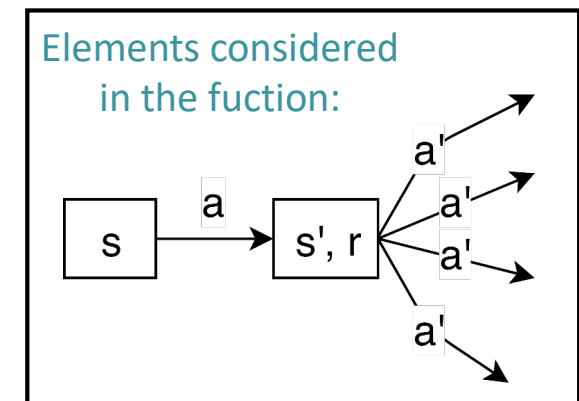 Elements considered
in the fuction:
a'
a
a'
s
s', r
a'
a'